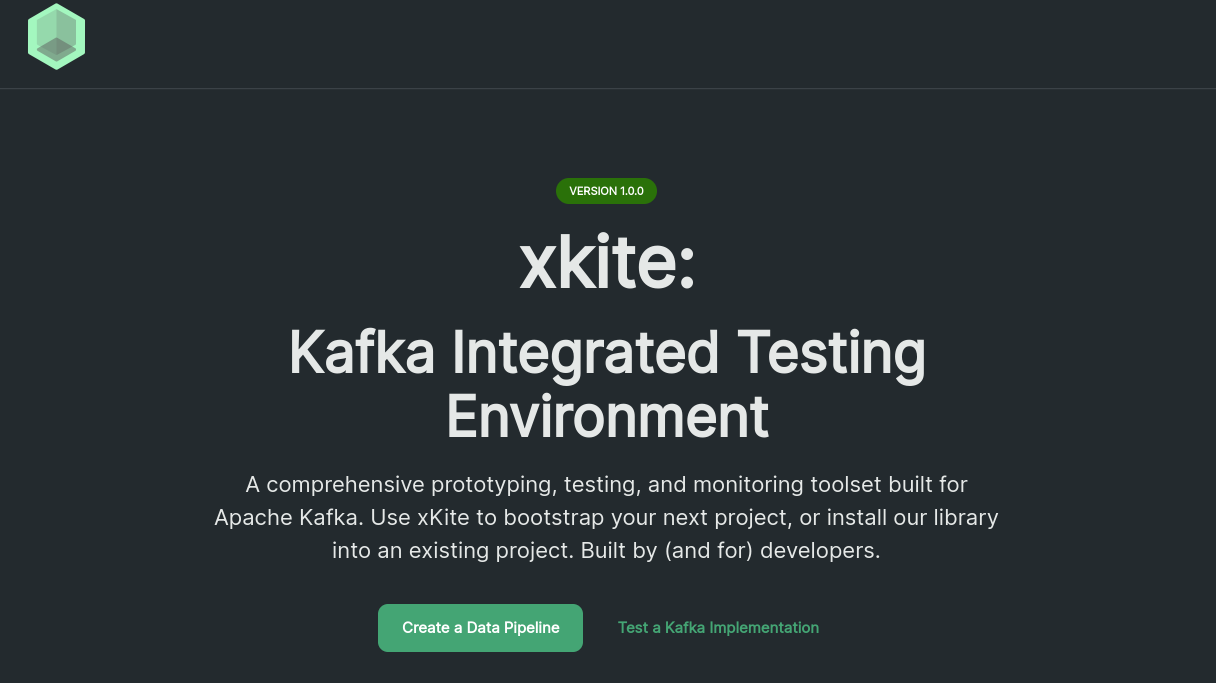 VERSION 1.0.0
xkite:
Kafka Integrated Testing
Environment
A comprehensive prototyping, testing, and monitoring toolset built for
Apache Kafka. Use xKite to bootstrap your next project, or install our library
into an existing project. Built by (and for) developers.
Create a Data Pipeline
Test a Kafka Implementation